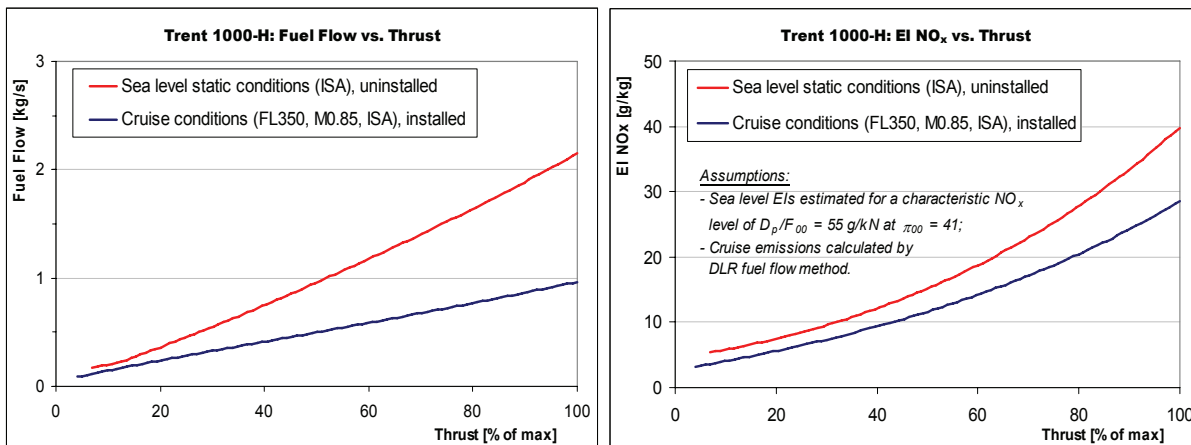 Trent 1000-H: Fuel Flow vs. Thrust
Fuel Flow [kg/s]
3
2
1
0
Sea level static conditions (ISA), uninstalled
Cruise conditions (FL350, M0.85, ISA), installed
0 20 40 60 80 100
Thrust [% of max]
Trent 1000-H: EI NOx vs. Thrust
EI NOx [g/kg]
50
40
30
20
10
0
Sea level static conditions (ISA), uninstalled
Cruise conditions (FL350, M0.85, ISA), installed
Assumptions:
- Sea level EIs estimated for a characteristic NOx
level of Dp/F00 = 55 g/kN at π00 = 41;
- Cruise emissions calculated by
DLR fuel flow method.
0 20 40 60 80 100
Thrust [% of max]